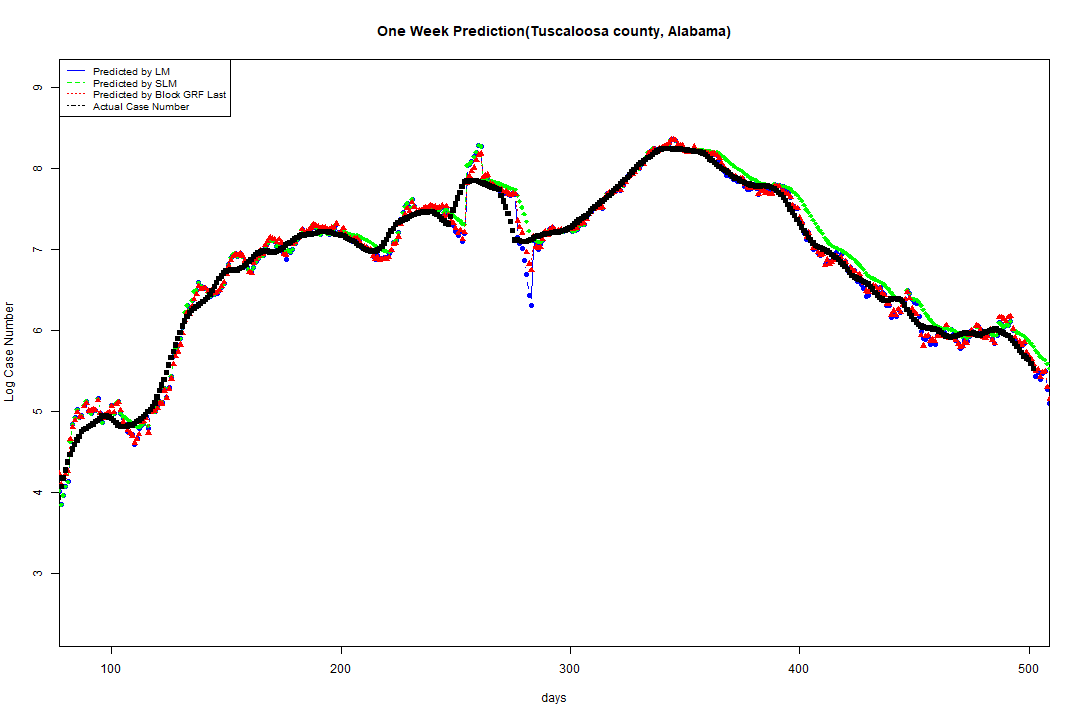 One Week Prediction(Tuscaloosa county, Alabama)
Predicted by LM
Predicted by SLM
Predicted by Block GRF Last
Actual Case Number
9
8
7
6
5
4
3
Log Case Number
100 200 300 400 500
days